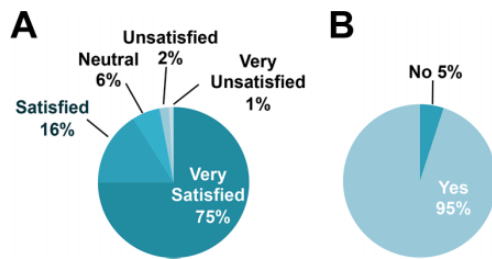 A
Unsatisfied
2%
Neutral
6%
Very
Unsatisfied
1%
Satisfied
16%
Very
Satisfied
75%
B
No 5%
Yes
95%